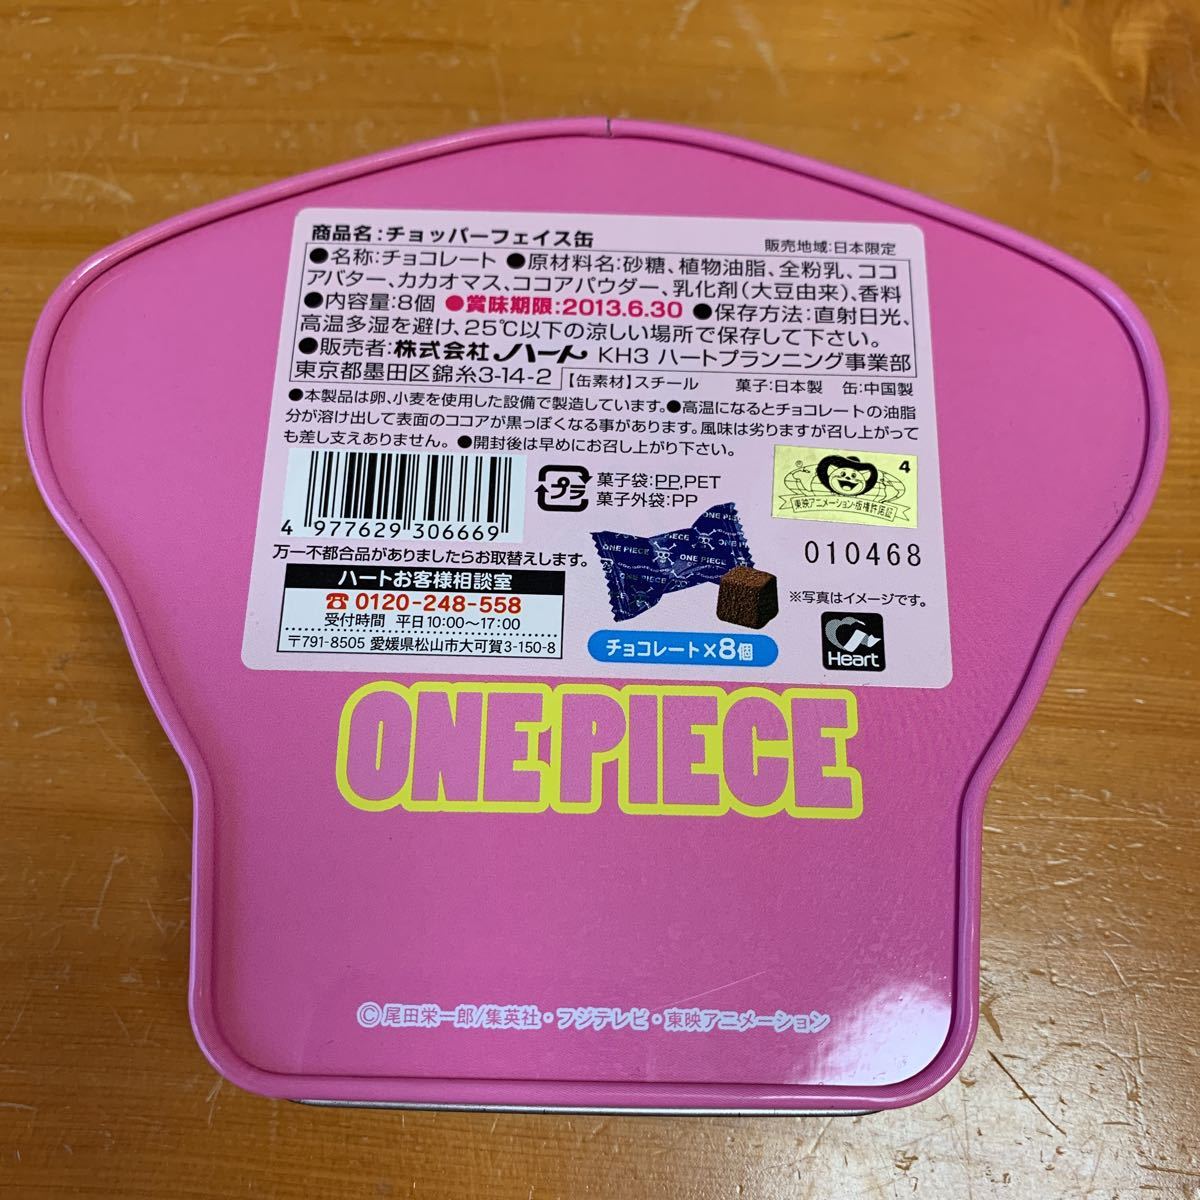 商品名:チョッパーフェイス缶
販売地域:日本限定
●名称:チョコレート ●原材料名:砂糖、植物油脂、全粉乳、ココ
アバター、カカオマス、ココアパウダー、乳化剤(大豆由来)、香料
●内容量:8個 ●賞味期限:2013.6.30 ●保存方法:直射日光、
高温多湿を避け、25℃以下の涼しい場所で保存して下さい。
●販売者:株式会社ハート KH3 ハートプランニング事業部
東京都墨田区錦糸3-14-2 【缶素材】スチール 菓子:日本製 缶:中国製
●本製品は卵、小麦を使用した設備で製造しています。●高温になるとチョコレートの油脂
分が溶け出して表面のココアが黒っぽくなる事があります。風味は劣りますが召し上がって
も差し支えありません。●開封後は早めにお召し上がり下さい。
4 977629 306669
プラ
菓子袋:PP,PET
菓子外袋:PP
4
東映アニメーション・版権許諾証
010468
万一不都合品がありましたらお取替えします。
ハートお客様相談室
☎0120-248-558
受付時間 平日10:00〜17:00
〒791-8505 愛媛県松山市大可賀3-150-8
ONE PIECE
ONE PIECE
ONE PIECE
ONE PIECE
※写真はイメージです。
チョコレート×8個
Heart
ONE PIECE
©尾田栄一郎/集英社・フジテレビ・東映アニメーション